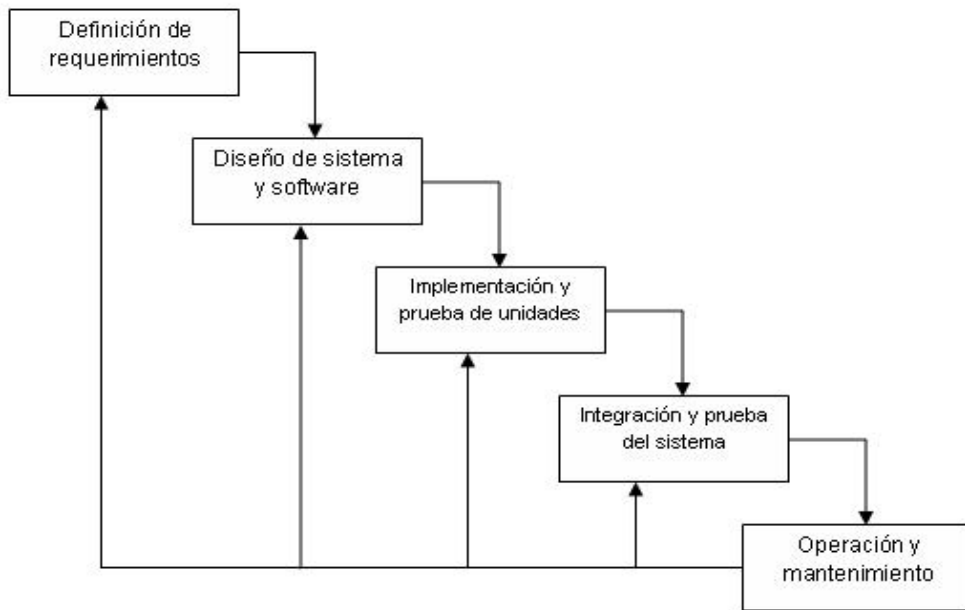 Definición de
requerimientos
Diseño de sistema
y software
Implementación y
prueba de unidades
Integración y prueba
del sistema
Operación y
mantenimiento